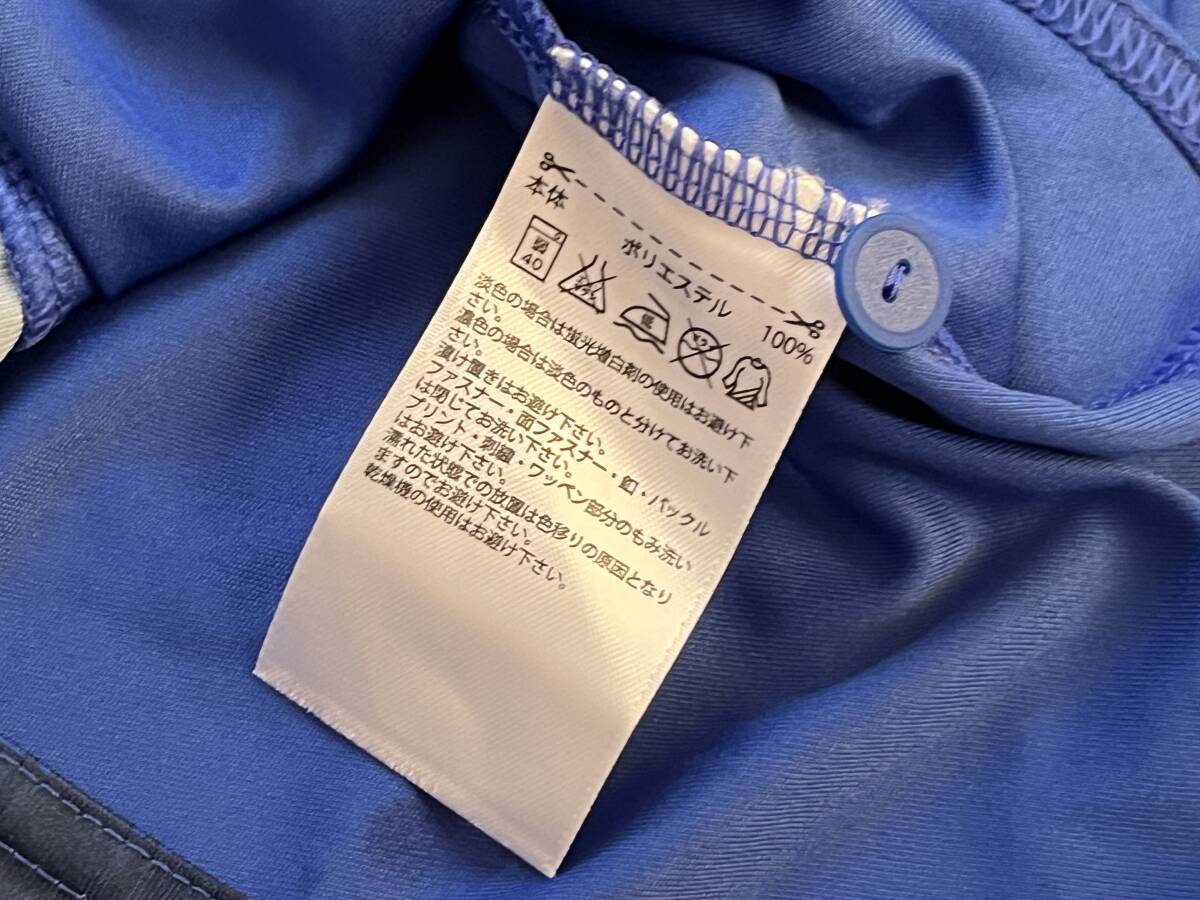 本体
ポリエステル 100%
40
淡色の場合は蛍光増白剤の使用はお避け下
さい。
濃色の場合は淡色のものと分けてお洗い下
さい。
漬け置きはお避け下さい。
ファスナー・面ファスナー・釦・バックル
は閉じてお洗い下さい。
プリント・刺繍・ワッペン部分のもみ洗い
はお避け下さい。
濡れた状態での放置は色移りの原因となり
ますのでお避け下さい。
乾燥機の使用はお避け下さい。